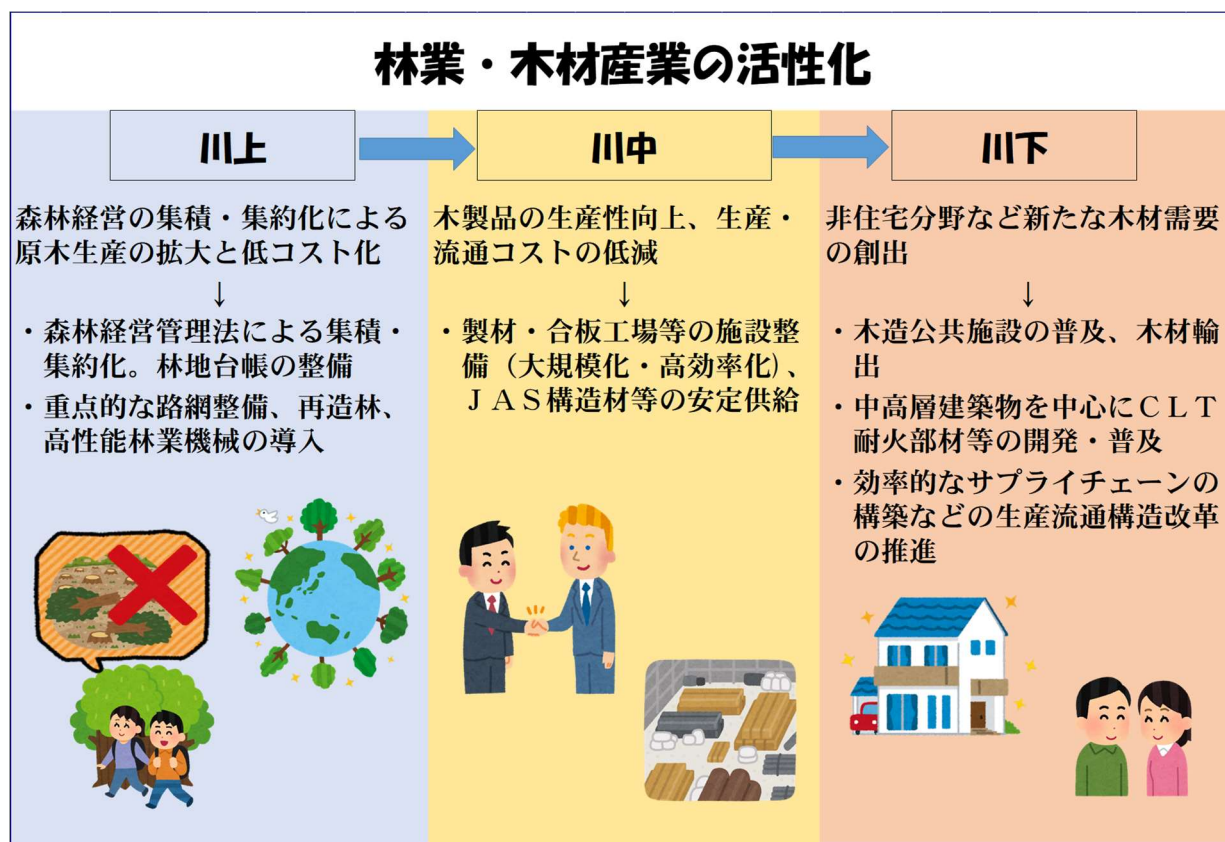 林業・木材産業の活性化
川上
森林経営の集積・集約化による
原木生産の拡大と低コスト化
↓
・森林経営管理法による集積・
集約化。林地台帳の整備
・重点的な路網整備、再造林、
高性能林業機械の導入
川中
木製品の生産性向上、生産・
流通コストの低減
↓
・製材・合板工場等の施設整
備（大規模化・高効率化）、
ＪＡＳ構造材等の安定供給
川下
非住宅分野など新たな木材需要
の創出
↓
・木造公共施設の普及、木材輸
出
・中高層建築物を中心にＣＬＴ
耐火部材等の開発・普及
・効率的なサプライチェーンの
構築などの生産流通構造改革
の推進